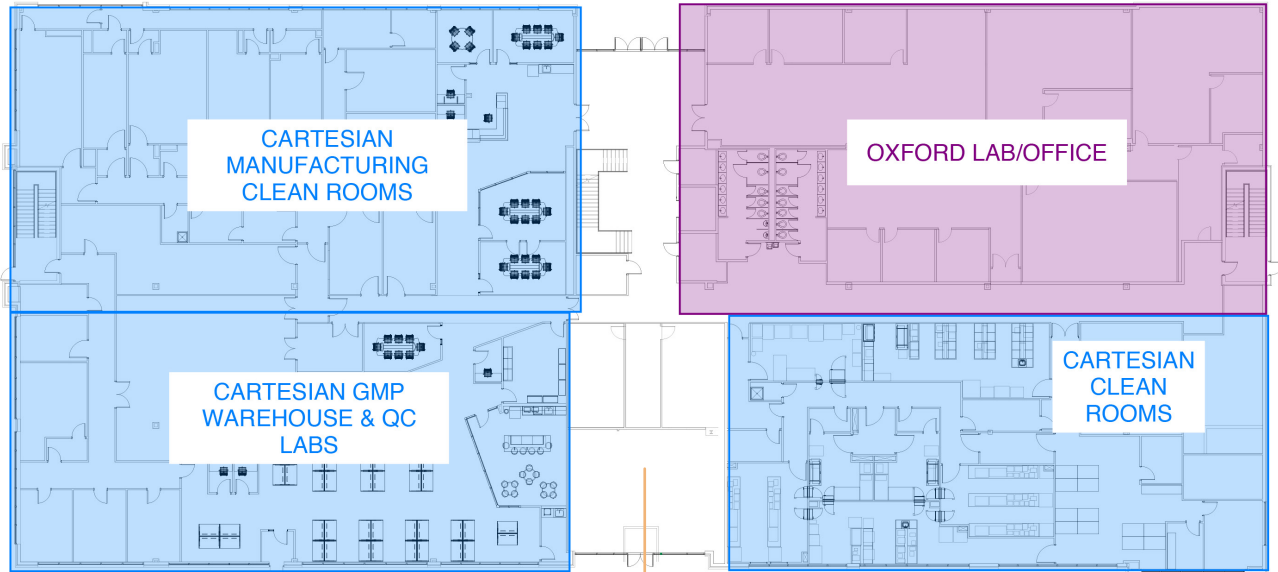 CARTESIAN
MANUFACTURING
CLEAN ROOMS
OXFORD LAB/OFFICE
CARTESIAN GMP
WAREHOUSE & QC
LABS
CARTESIAN
CLEAN
ROOMS